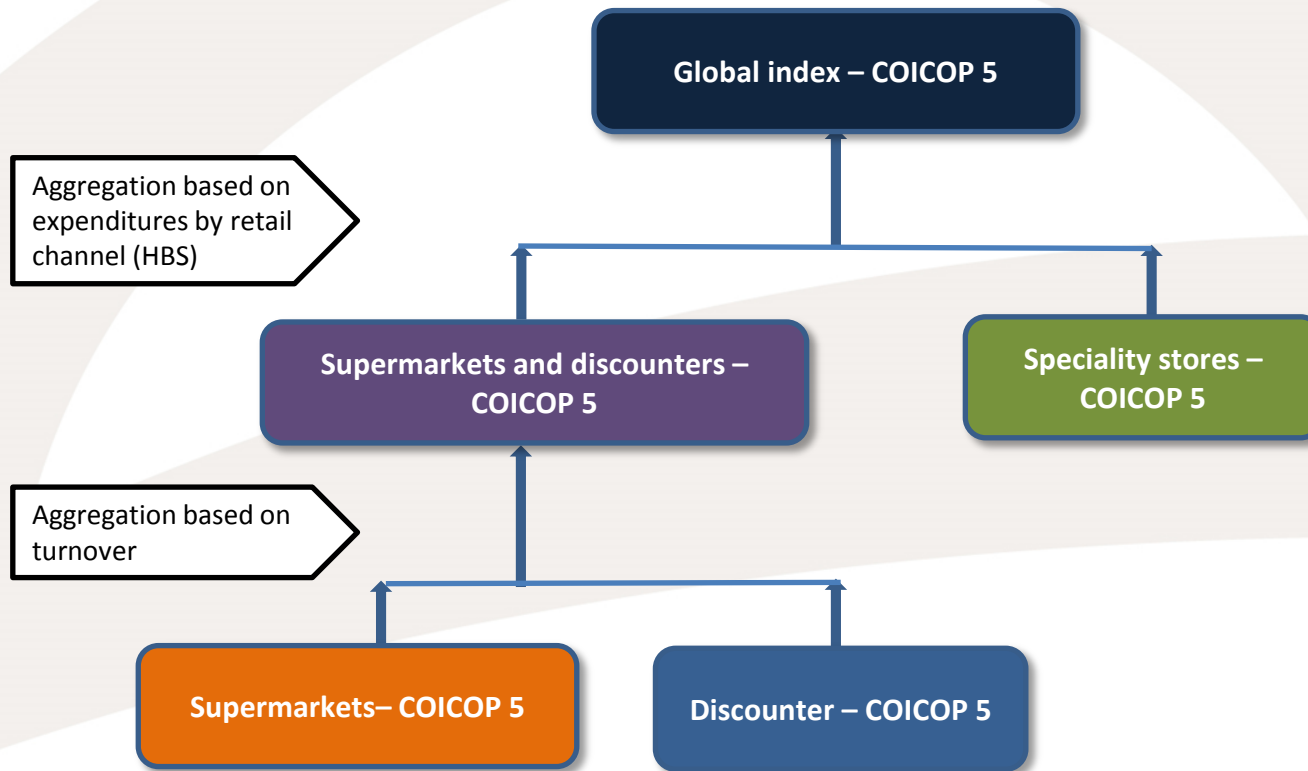 Global index – COICOP 5
Aggregation based on
expenditures by retail
channel (HBS)
Supermarkets and discounters –
COICOP 5
Speciality stores –
COICOP 5
Aggregation based on
turnover
Supermarkets– COICOP 5
Discounter – COICOP 5